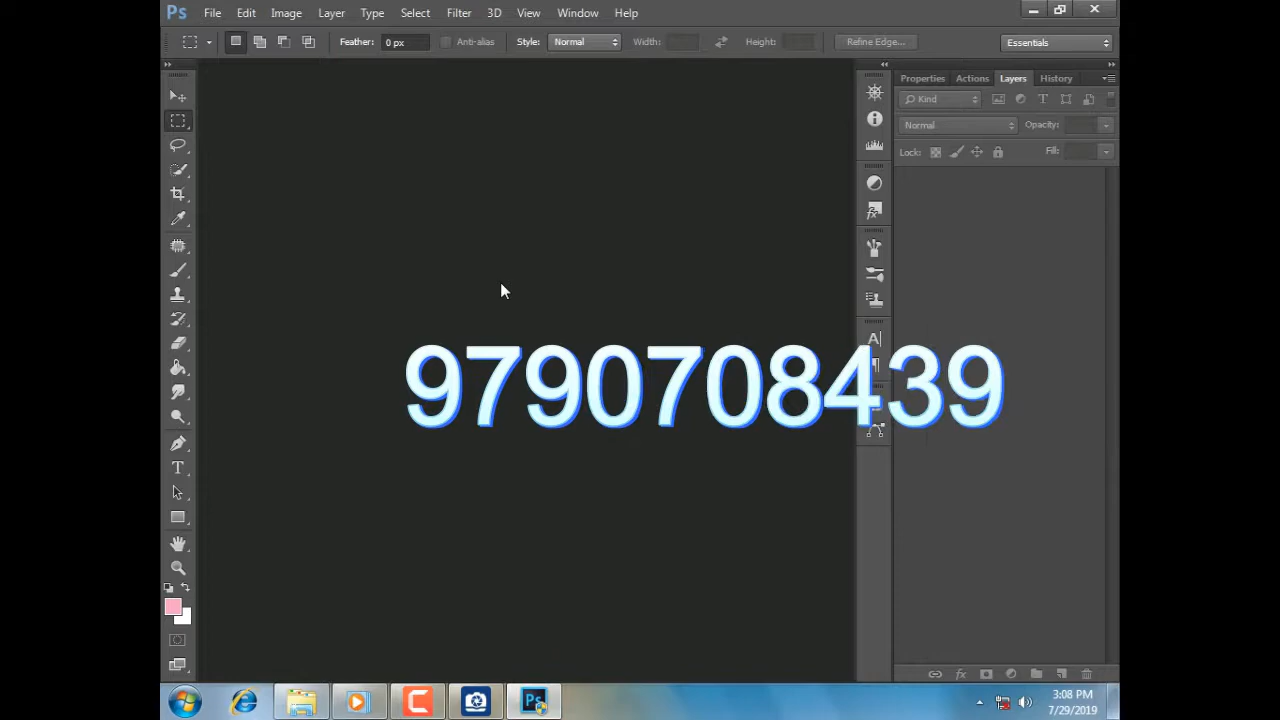 Ps File Edit Image Layer Type Select Filter 3D View Window Help
Feather: 0 px Anti-alias Style: Normal Width: Height: Refine Edge... Essentials
Properties Actions Layers History
Kind
Normal Opacity:
Lock: Fill:
9790708439
3:08 PM
7/29/2019